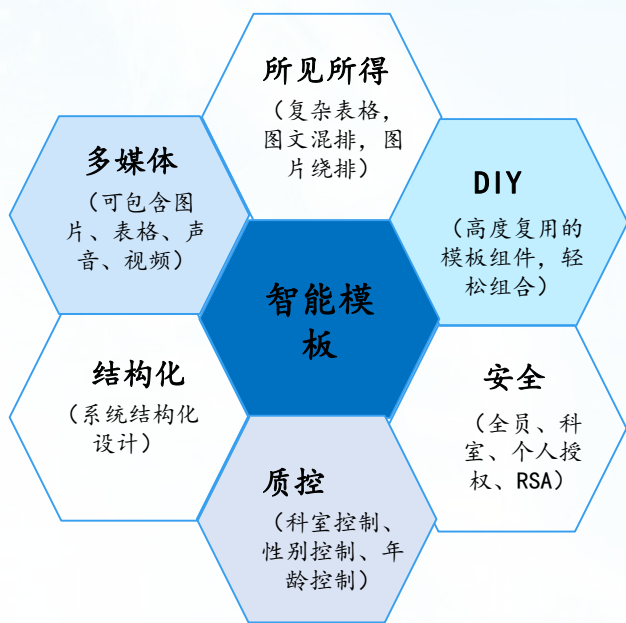 所见所得
（复杂表格，
图文混排，图
片绕排）
多媒体
（可包含图
片、表格、声
音、视频）
DIY
（高度复用的
模板组件，轻
松组合）
智能模
板
结构化
（系统结构化
设计）
安全
（全员、科
室、个人授
权、RSA）
质控
（科室控制、
性别控制、年
龄控制）